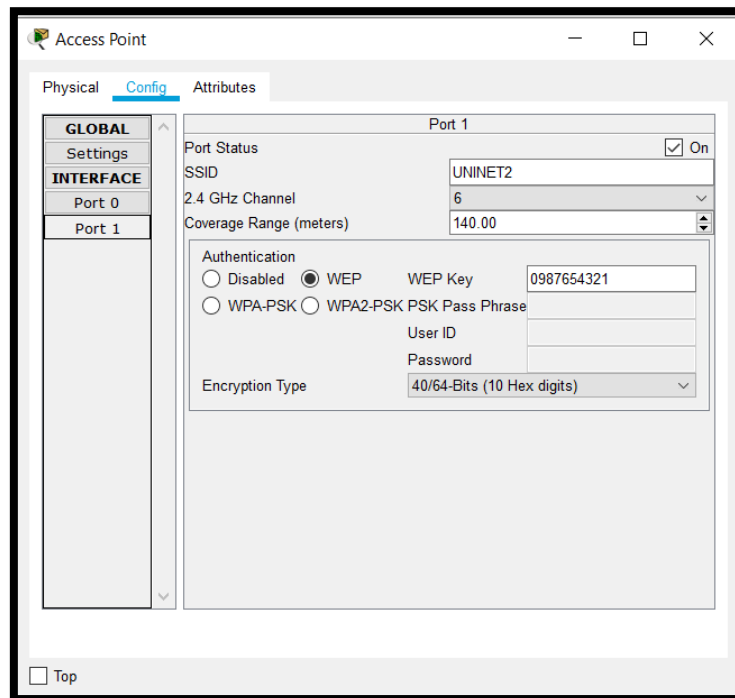 Access Point
Physical Config Attributes
GLOBAL
Settings
INTERFACE
Port 0
Port 1
Port 1
Port Status On
SSID UNINET2
2.4 GHz Channel 6
Coverage Range (meters) 140.00
Authentication
Disabled WEP WEP Key 0987654321
WPA-PSK WPA2-PSK PSK Pass Phrase
User ID
Password
Encryption Type 40/64-Bits (10 Hex digits)
Top